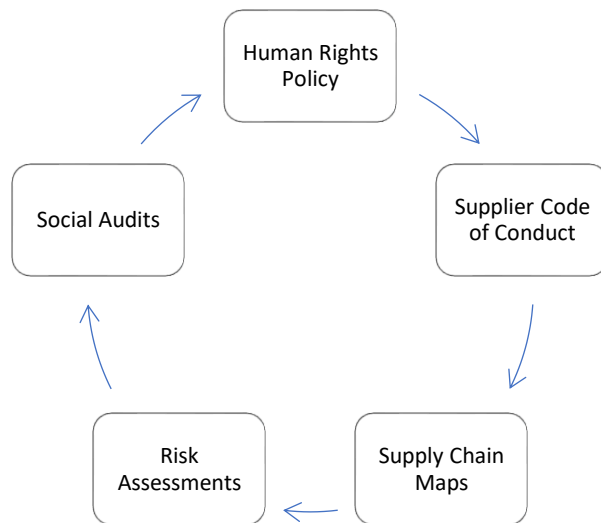 Human Rights
Policy
Supplier Code
of Conduct
Supply Chain
Maps
Risk
Assessments
Social Audits